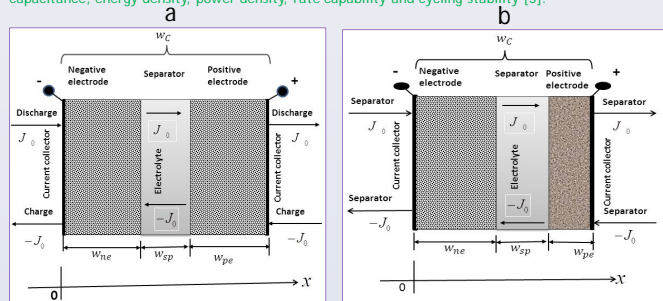 capacitance, energy density, power density, rate capability and cycling stability [5].
a
w_C
Negative electrode
Separator
Positive electrode
-
+
Discharge
J_0
Charge
-J_0
Current collector
Electrolyte
J_0
-J_0
Current collector
Discharge
J_0
Charge
-J_0
w_ne
w_sp
w_pe
0
x
b
w_C
Negative electrode
Separator
Positive electrode
-
+
Separator
J_0
Separator
-J_0
Current collector
Electrolyte
J_0
-J_0
Current collector
Separator
J_0
Separator
-J_0
w_ne
w_sp
w_pe
0
x